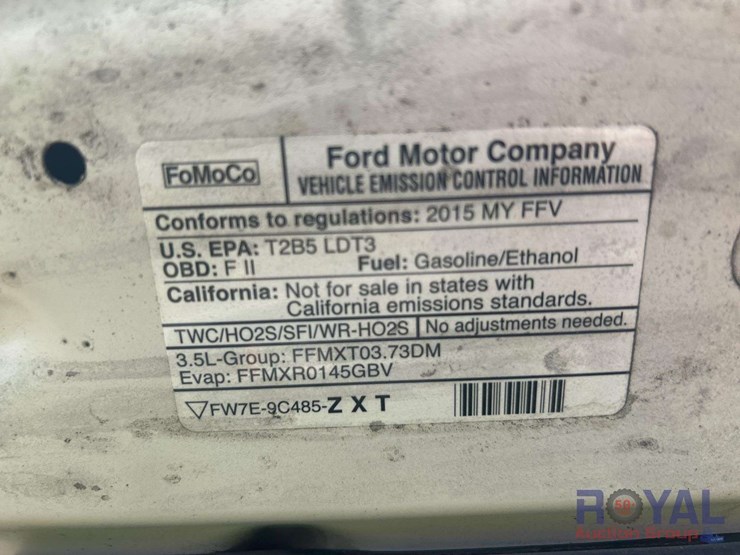 FoMoCo
Ford Motor Company
VEHICLE EMISSION CONTROL INFORMATION
Conforms to regulations: 2015 MY FFV
U.S. EPA: T2B5 LDT3
OBD: F II Fuel: Gasoline/Ethanol
California: Not for sale in states with
California emissions standards.
TWC/HO2S/SFI/WR-HO2S No adjustments needed.
3.5L-Group: FFMXT03.73DM
Evap: FFMXR0145GBV
FW7E-9C485-Z X T
ROYAL
Auction Group